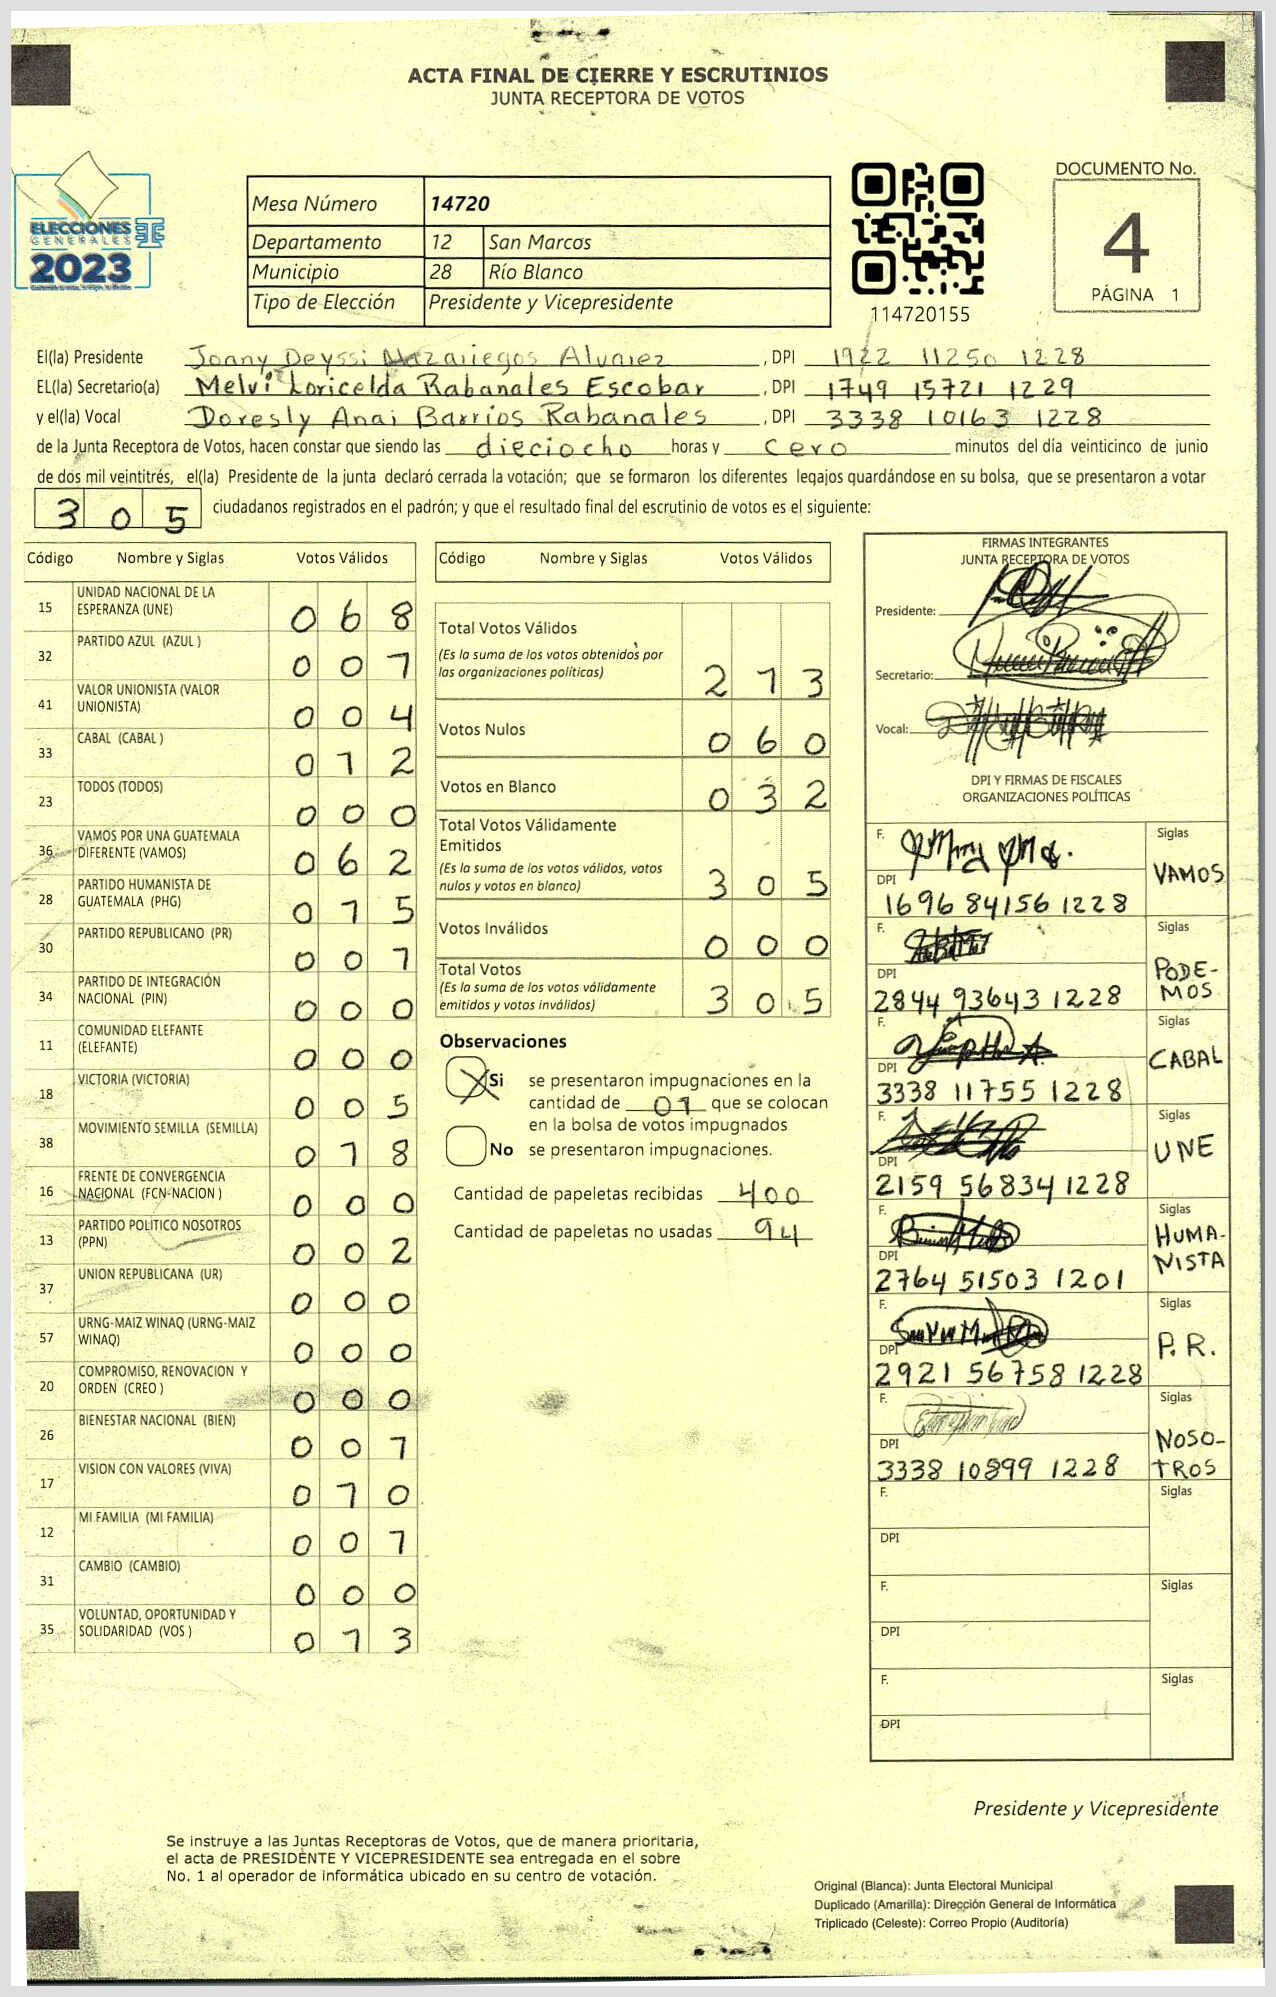 ACTA FINAL DE CIERRE Y ESCRUTINIOS
JUNTA RECEPTORA DE VOTOS
ELECCIONES
GENERALES
2023
Mesa Número 14720
Departamento 12 San Marcos
Municipio 28 Río Blanco
Tipo de Elección Presidente y Vicepresidente
114720155
DOCUMENTO No.
4
PÁGINA 1
El(la) Presidente Joany Deyssi Mazariegos Alvarez, DPI 1922 11250 1228
EL(la) Secretario(a) Melvi Loricelda Rabanales Escobar, DPI 1749 15721 1229
y el(la) Vocal Doresly Anai Barrios Rabanales, DPI 3338 10163 1228
de la Junta Receptora de Votos, hacen constar que siendo las dieciocho horas y cero minutos del día veinticinco de junio
de dos mil veintitrés, el(la) Presidente de la junta declaró cerrada la votación; que se formaron los diferentes legajos guardándose en su bolsa, que se presentaron a votar
305 ciudadanos registrados en el padrón; y que el resultado final del escrutinio de votos es el siguiente:
Código Nombre y Siglas Votos Válidos
15 UNIDAD NACIONAL DE LA ESPERANZA (UNE) 068
32 PARTIDO AZUL (AZUL ) 007
41 VALOR UNIONISTA (VALOR UNIONISTA) 004
33 CABAL (CABAL ) 012
23 TODOS (TODOS) 000
36 VAMOS POR UNA GUATEMALA DIFERENTE (VAMOS) 062
28 PARTIDO HUMANISTA DE GUATEMALA (PHG) 015
30 PARTIDO REPUBLICANO (PR) 001
34 PARTIDO DE INTEGRACIÓN NACIONAL (PIN) 000
11 COMUNIDAD ELEFANTE (ELEFANTE) 000
18 VICTORIA (VICTORIA) 005
38 MOVIMIENTO SEMILLA (SEMILLA) 018
16 FRENTE DE CONVERGENCIA NACIONAL (FCN-NACION ) 000
13 PARTIDO POLITICO NOSOTROS (PPN) 002
37 UNION REPUBLICANA (UR) 000
57 URNG-MAIZ WINAQ (URNG-MAIZ WINAQ) 000
20 COMPROMISO, RENOVACION Y ORDEN (CREO ) 000
26 BIENESTAR NACIONAL (BIEN) 001
17 VISION CON VALORES (VIVA) 010
12 MI FAMILIA (MI FAMILIA) 001
31 CAMBIO (CAMBIO) 000
35 VOLUNTAD, OPORTUNIDAD Y SOLIDARIDAD (VOS ) 013
Código Nombre y Siglas Votos Válidos
Total Votos Válidos
(Es la suma de los votos obtenidos por
las organizaciones políticas) 213
Votos Nulos 060
Votos en Blanco 032
Total Votos Válidamente
Emitidos
(Es la suma de los votos válidos, votos
nulos y votos en blanco) 305
Votos Inválidos 000
Total Votos
(Es la suma de los votos válidamente
emitidos y votos inválidos) 305
Observaciones
Si se presentaron impugnaciones en la
cantidad de 01 que se colocan
en la bolsa de votos impugnados
No se presentaron impugnaciones.
Cantidad de papeletas recibidas 400
Cantidad de papeletas no usadas 94
FIRMAS INTEGRANTES
JUNTA RECEPTORA DE VOTOS
Presidente:
Secretario:
Vocal:
DPI Y FIRMAS DE FISCALES
ORGANIZACIONES POLÍTICAS
F. Siglas VAMOS
DPI 1696 84156 1228
F. Siglas PODE-MOS
DPI 2844 93643 1228
F. Siglas CABAL
DPI 3338 11755 1228
F. Siglas UNE
DPI 2159 56834 1228
F. Siglas HUMA-NISTA
DPI 2764 51503 1201
F. Siglas P.R.
DPI 2921 56758 1228
F. Siglas NOSO-TROS
DPI 3338 10899 1228
F. Siglas
DPI
F. Siglas
DPI
F. Siglas
DPI
Presidente y Vicepresidente
Se instruye a las Juntas Receptoras de Votos, que de manera prioritaria,
el acta de PRESIDENTE Y VICEPRESIDENTE sea entregada en el sobre
No. 1 al operador de informática ubicado en su centro de votación.
Original (Blanca): Junta Electoral Municipal
Duplicado (Amarilla): Dirección General de Informática
Triplicado (Celeste): Correo Propio (Auditoría)